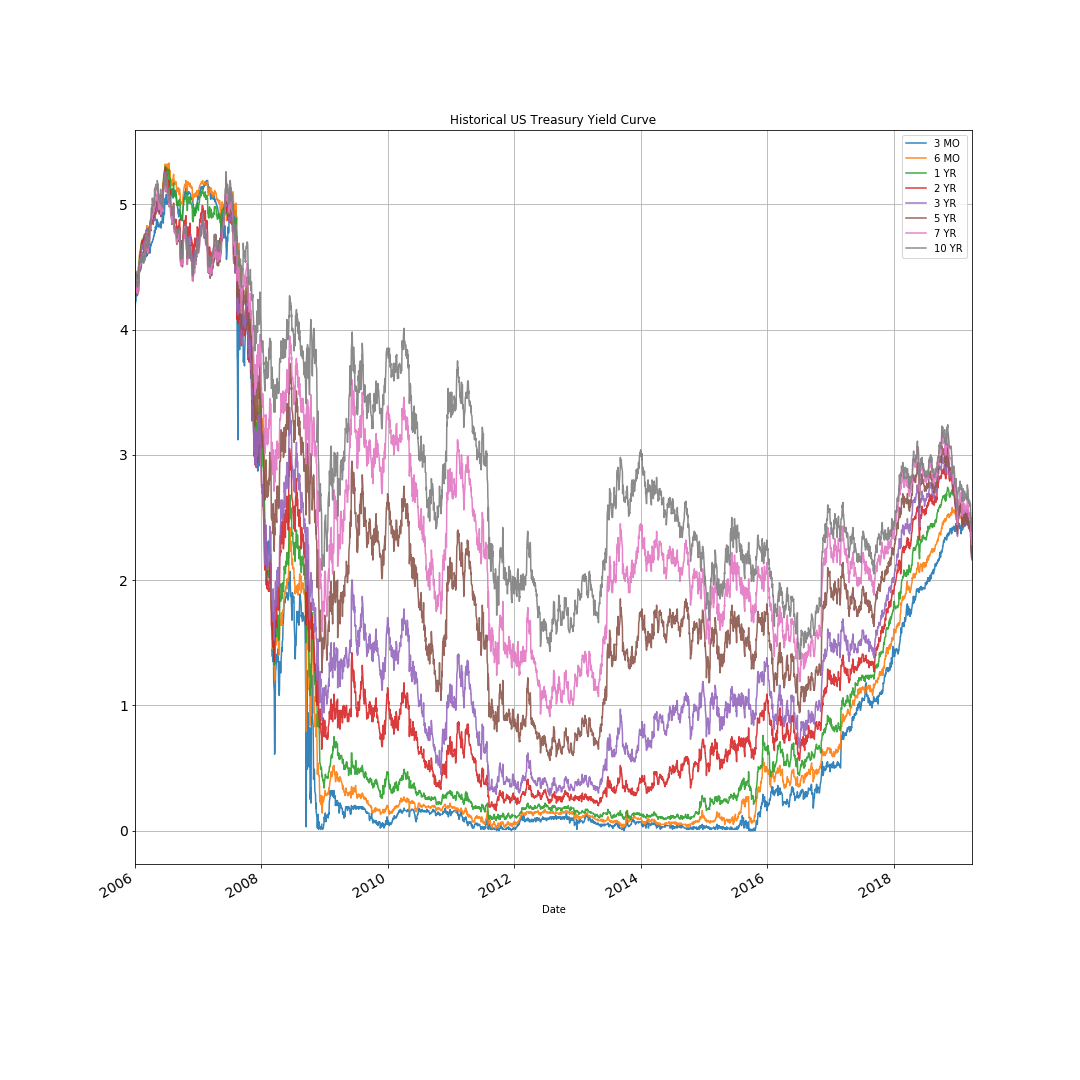 Historical US Treasury Yield Curve
3 MO
6 MO
1 YR
2 YR
3 YR
5 YR
7 YR
10 YR
5
4
3
2
1
0
2006
2008
2010
2012
2014
2016
2018
Date